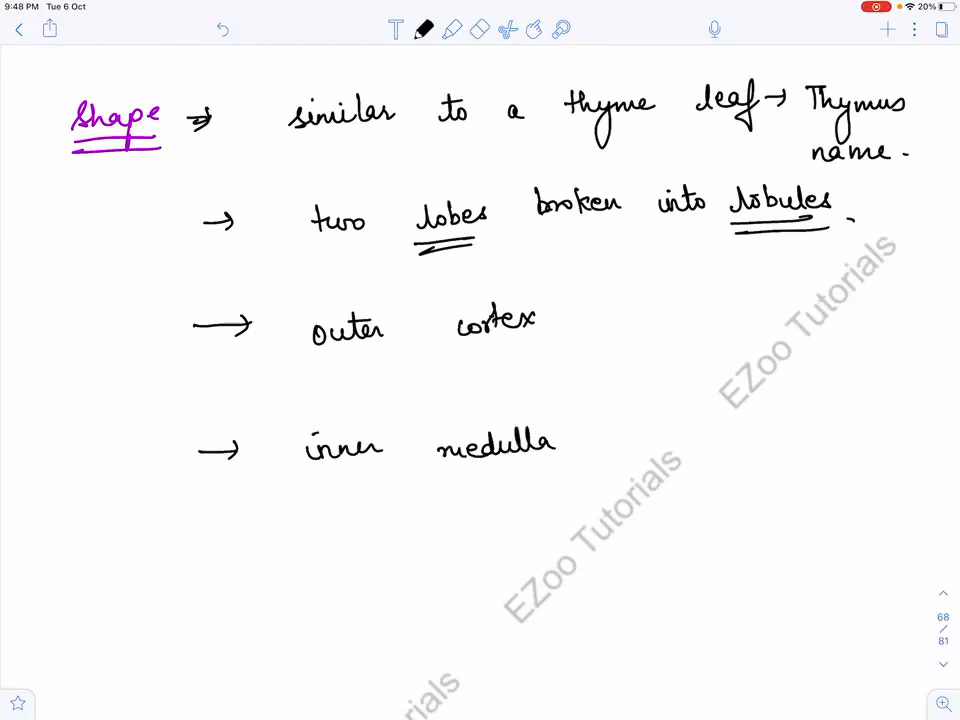 9:48 PM Tue 6 Oct
20%
Shape ⇒ similar to a thyme leaf → Thymus
name.
→ two lobes broken into lobules.
→ outer cortex
→ inner medulla
EZoo Tutorials
EZoo Tutorials
ials
68
/
81